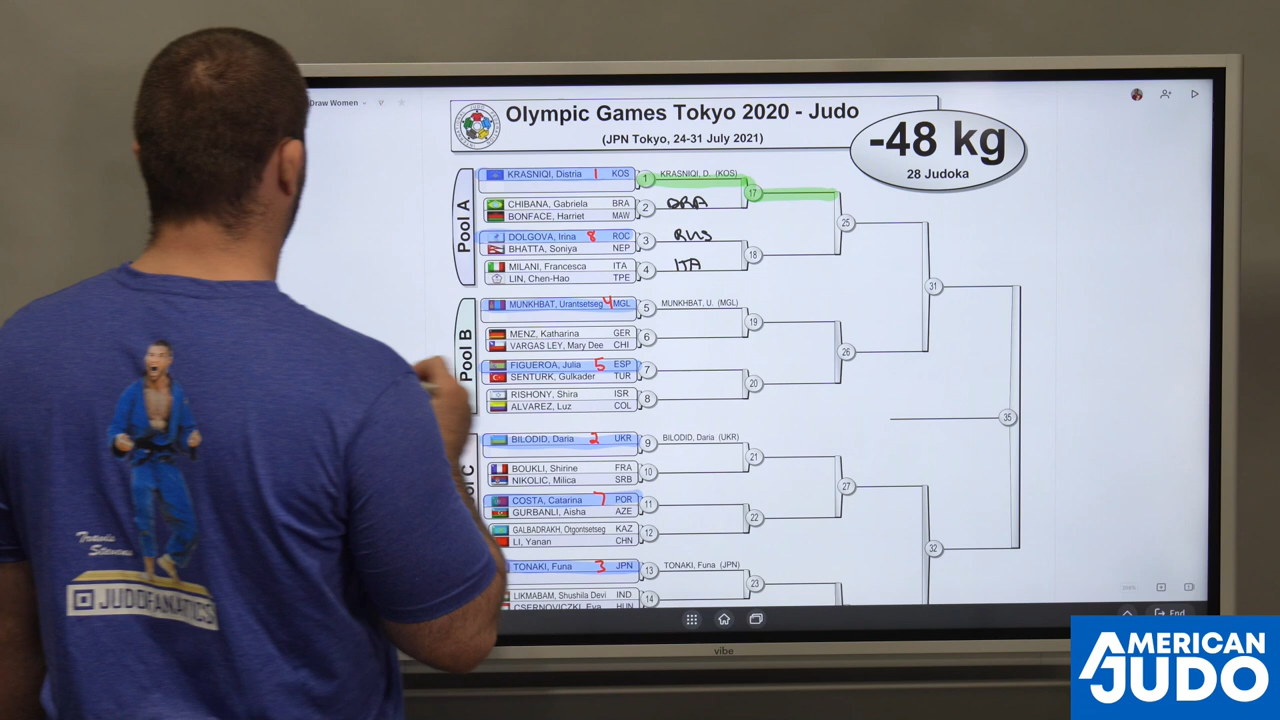 Draw Women
Olympic Games Tokyo 2020 - Judo
(JPN Tokyo, 24-31 July 2021)
-48 kg
28 Judoka
Pool A
KRASNIQI, Distria 1 KOS
1 KRASNIQI, D. (KOS)
17
CHIBANA, Gabriela BRA
BONFACE, Harriet MAW
2 BRA
25
DOLGOVA, Irina 8 ROC
BHATTA, Soniya NEP
3 RUS
18
MILANI, Francesca ITA
LIN, Chen-Hao TPE
4 ITA
31
Pool B
MUNKHBAT, Urantsetseg 4 MGL
5 MUNKHBAT, U. (MGL)
19
MENZ, Katharina GER
VARGAS LEY, Mary Dee CHI
6
26
FIGUEROA, Julia 5 ESP
SENTURK, Gulkader TUR
7
20
RISHONY, Shira ISR
ALVAREZ, Luz COL
8
35
BILODID, Daria 2 UKR
9 BILODID, Daria (UKR)
21
BOUKLI, Shirine FRA
NIKOLIC, Milica SRB
10
27
COSTA, Catarina 7 POR
GURBANLI, Aisha AZE
11
22
GALBADRAKH, Otgontsetseg KAZ
LI, Yanan CHN
12
32
TONAKI, Funa 3 JPN
13 TONAKI, Funa (JPN)
23
LIKMABAM, Shushila Devi IND
CSERNOVICZKI, Eva HUN
14
End
vibe
Travis
Stevens
JUDOFANATICS
AMERICAN
JUDO